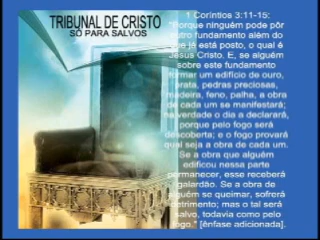 TRIBUNAL DE CRISTO
SÓ PARA SALVOS
1 Coríntios 3:11-15:
"Porque ninguém pode pôr
outro fundamento além do
que já está posto, o qual é
Jesus Cristo. E, se alguém
sobre este fundamento
formar um edifício de ouro,
prata, pedras preciosas,
madeira, feno, palha, a obra
de cada um se manifestará;
na verdade o dia a declarará,
porque pelo fogo será
descoberta; e o fogo provará
qual seja a obra de cada um.
Se a obra que alguém
edificou nessa parte
permanecer, esse receberá
galardão. Se a obra de
alguém se queimar, sofrerá
detrimento; mas o tal será
salvo, todavia como pelo
fogo." [ênfase adicionada].